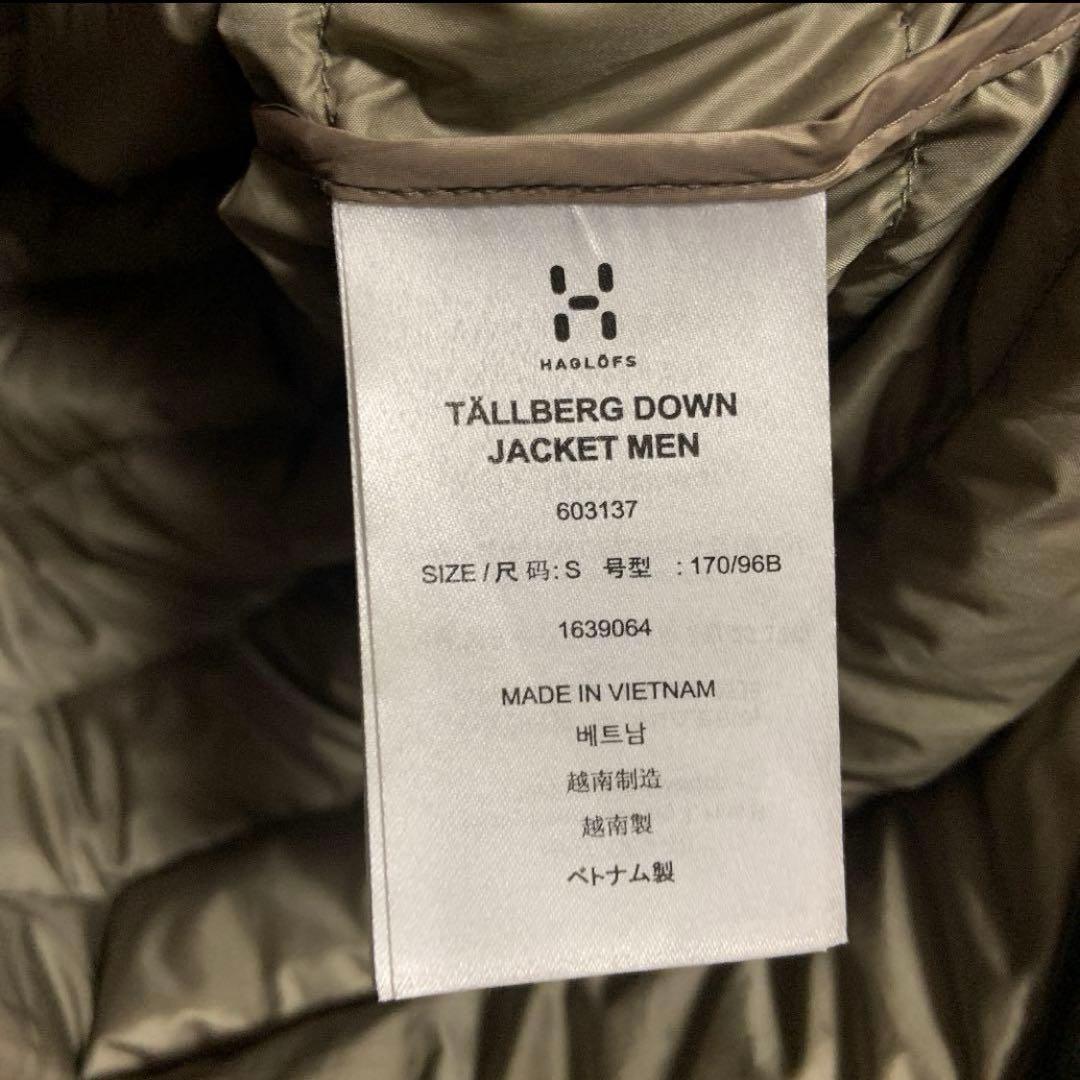 HAGLÖFS
TÄLLBERG DOWN
JACKET MEN
603137
SIZE / 尺 码: S 号型 : 170/96B
1639064
MADE IN VIETNAM
베트남
越南制造
越南製
ベトナム製